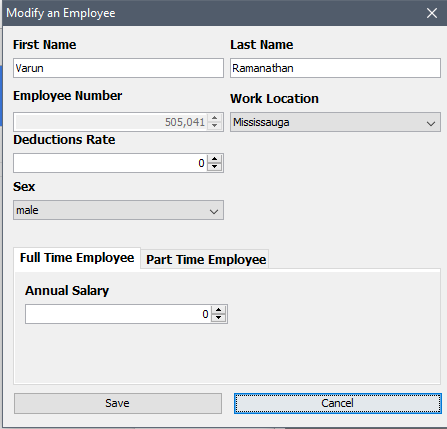 Modify an Employee
First Name Last Name
Varun Ramanathan
Employee Number Work Location
505,041 Mississauga
Deductions Rate
0
Sex
male
Full Time Employee Part Time Employee
Annual Salary
0
Save Cancel